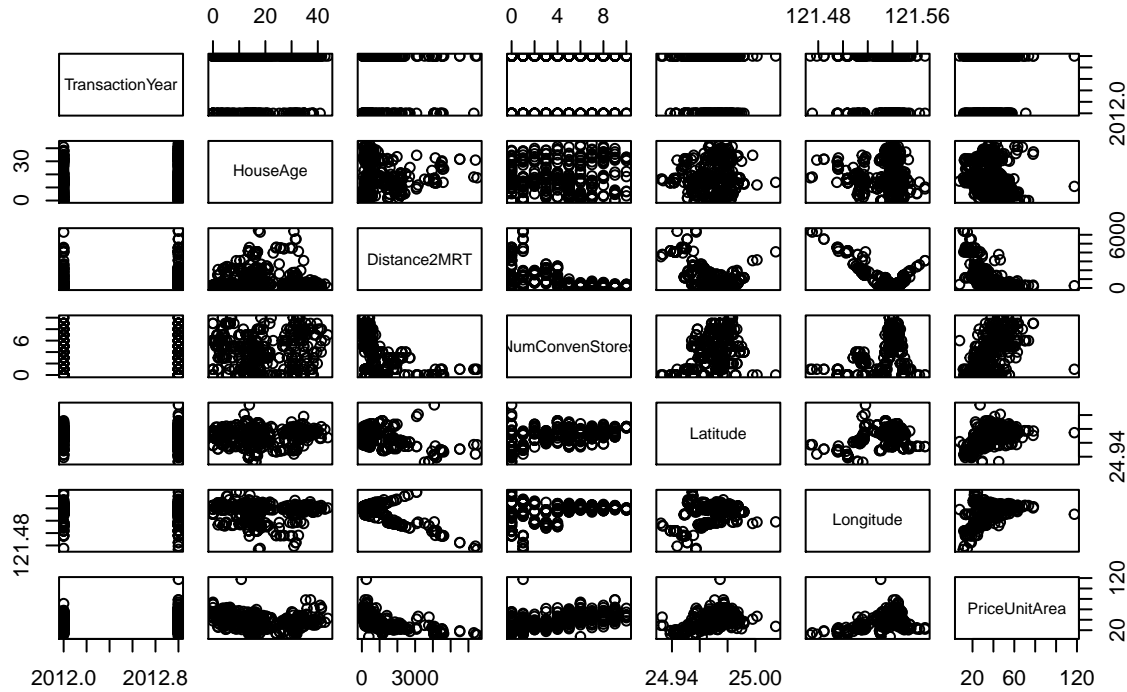 0 20 40 0 4 8 121.48 121.56
TransactionYear
2012.0
HouseAge
0 30
Distance2MRT
0 6000
NumConvenStores
0 6
Latitude
24.94
Longitude
121.48
PriceUnitArea
20 120
2012.0 2012.8 0 3000 24.94 25.00 20 60 120